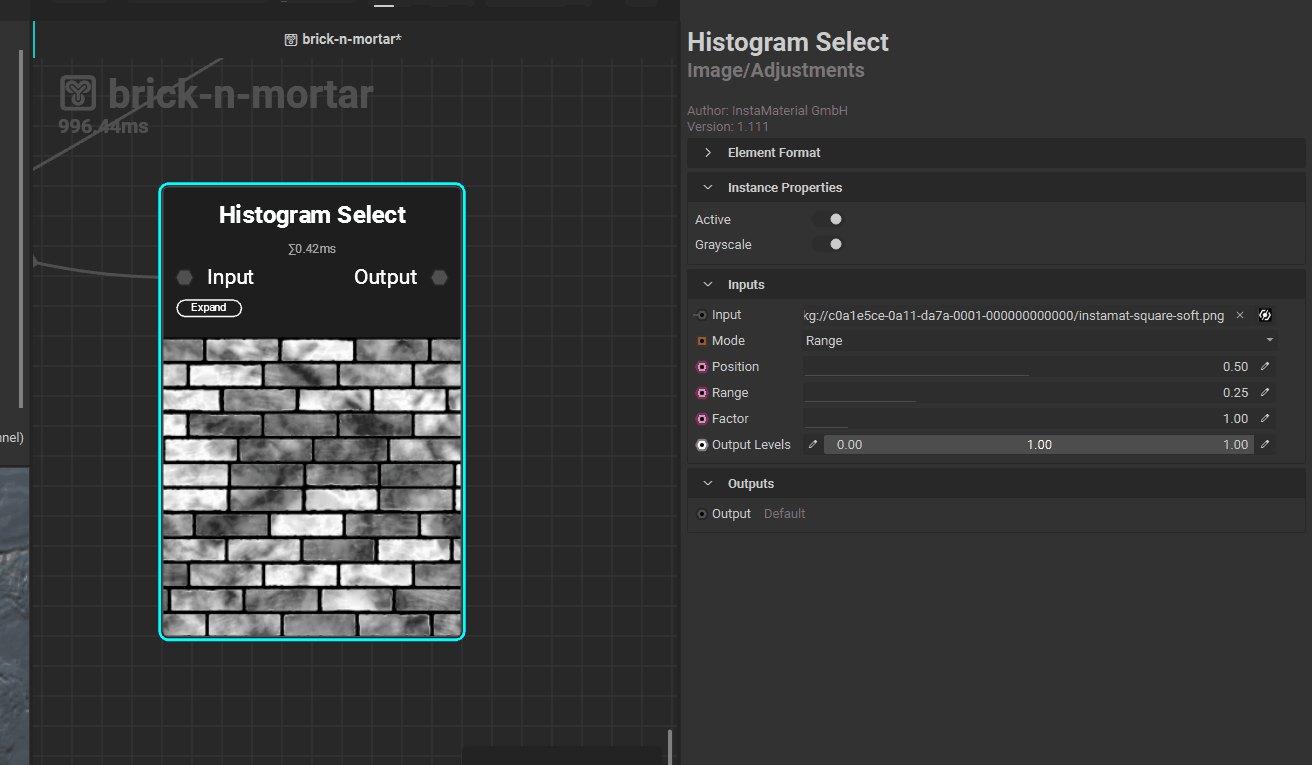 brick-n-mortar*
brick-n-mortar
996.44ms
Histogram Select
∑0.42ms
Input
Output
Expand
nnel)
Histogram Select
Image/Adjustments
Author: InstaMaterial GmbH
Version: 1.111
Element Format
Instance Properties
Active
Grayscale
Inputs
Input kg://c0a1e5ce-0a11-da7a-0001-000000000000/instamat-square-soft.png ×
Mode Range
Position 0.50
Range 0.25
Factor 1.00
Output Levels 0.00 1.00 1.00
Outputs
Output Default